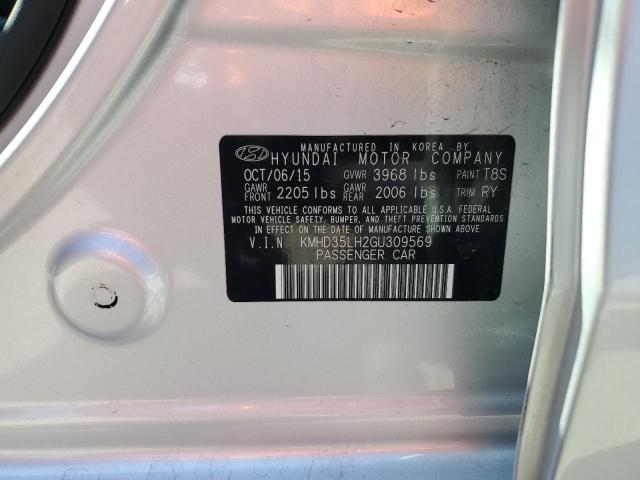 MANUFACTURED IN KOREA BY
HYUNDAI MOTOR COMPANY
OCT/06/15 GVWR 3968 lbs PAINT T8S
GAWR FRONT 2205 lbs GAWR REAR 2006 lbs TRIM RY
THIS VEHICLE CONFORMS TO ALL APPLICABLE U.S.A. FEDERAL
MOTOR VEHICLE SAFETY, BUMPER, AND THEFT PREVENTION STANDARDS
IN EFFECT ON THE DATE OF MANUFACTURE SHOWN ABOVE.
V.I.N KMHD35LH2GU309569
PASSENGER CAR